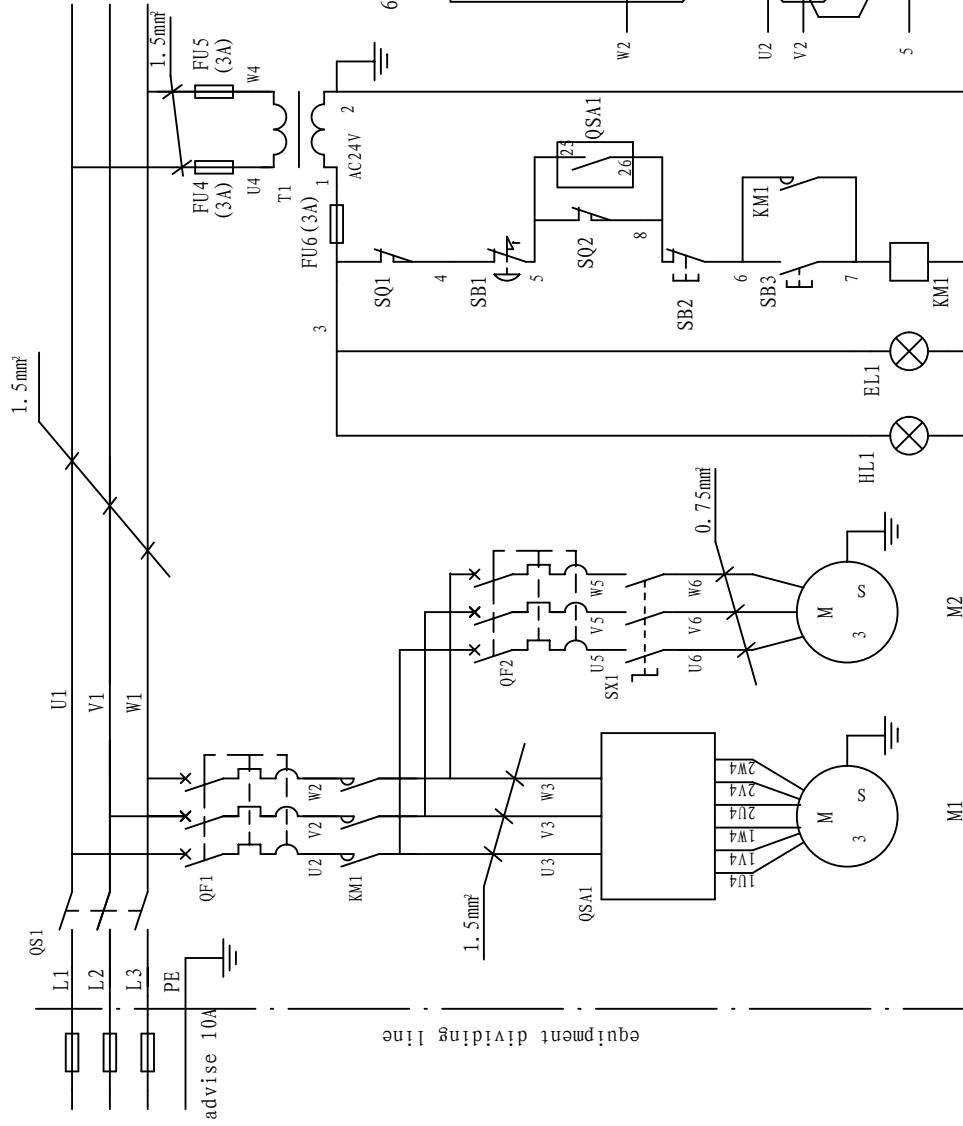 advise 10A
L1
L2
L3
PE
QS1
equipment dividing line
U1
V1
W1
1.5mm²
QF1
U2
V2
W2
KM1
1.5mm²
U3
V3
W3
QSA1
1U4
1V4
1W4
2U4
2V4
2W4
M
3
S
M1
QF2
U5
V5
W5
SX1
U6
V6
W6
0.75mm²
M
3
S
M2
1.5mm²
FU4
(3A)
FU5
(3A)
U4
W4
T1
1
AC24V
2
FU6(3A)
3
SQ1
4
SB1
5
SQ2
25
26
QSA1
8
SB2
6
SB3
KM1
7
KM1
HL1
EL1
6
W2
U2
V2
5